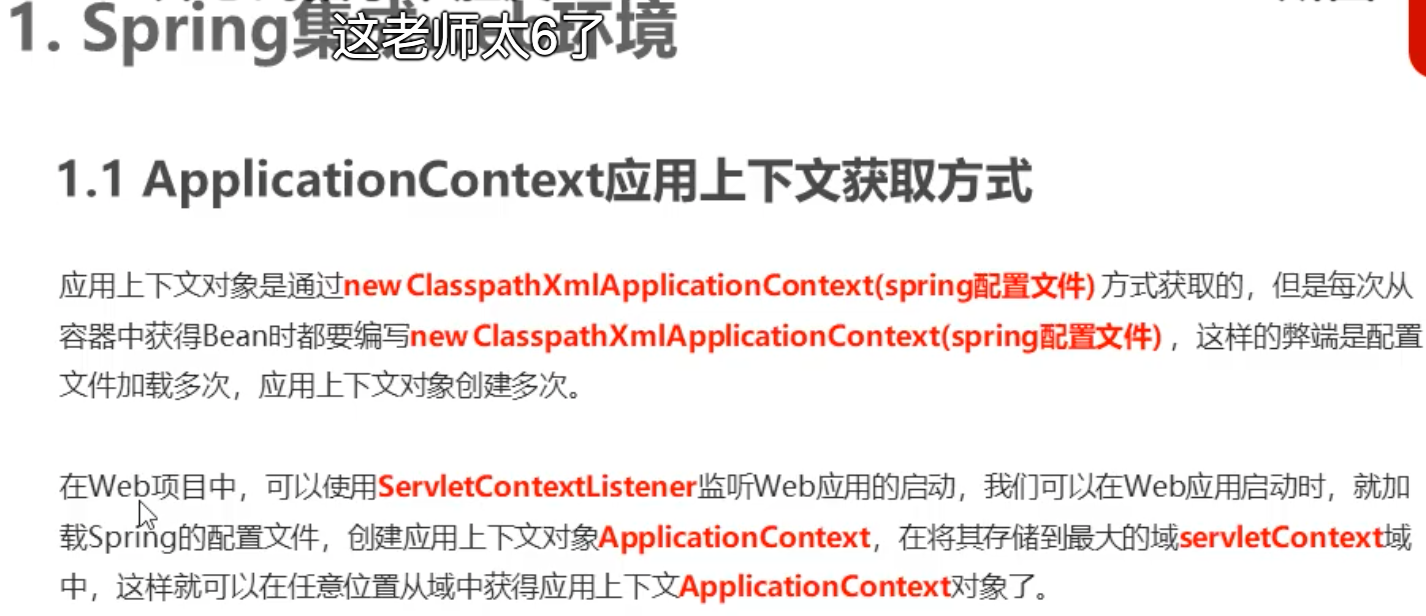 1. Spring集 环境
这老师太6了
1.1 ApplicationContext应用上下文获取方式
应用上下文对象是通过new ClasspathXmlApplicationContext(spring配置文件) 方式获取的，但是每次从
容器中获得Bean时都要编写new ClasspathXmlApplicationContext(spring配置文件) ，这样的弊端是配置
文件加载多次，应用上下文对象创建多次。
在Web项目中，可以使用ServletContextListener监听Web应用的启动，我们可以在Web应用启动时，就加
载Spring的配置文件，创建应用上下文对象ApplicationContext，在将其存储到最大的域servletContext域
中，这样就可以在任意位置从域中获得应用上下文ApplicationContext对象了。